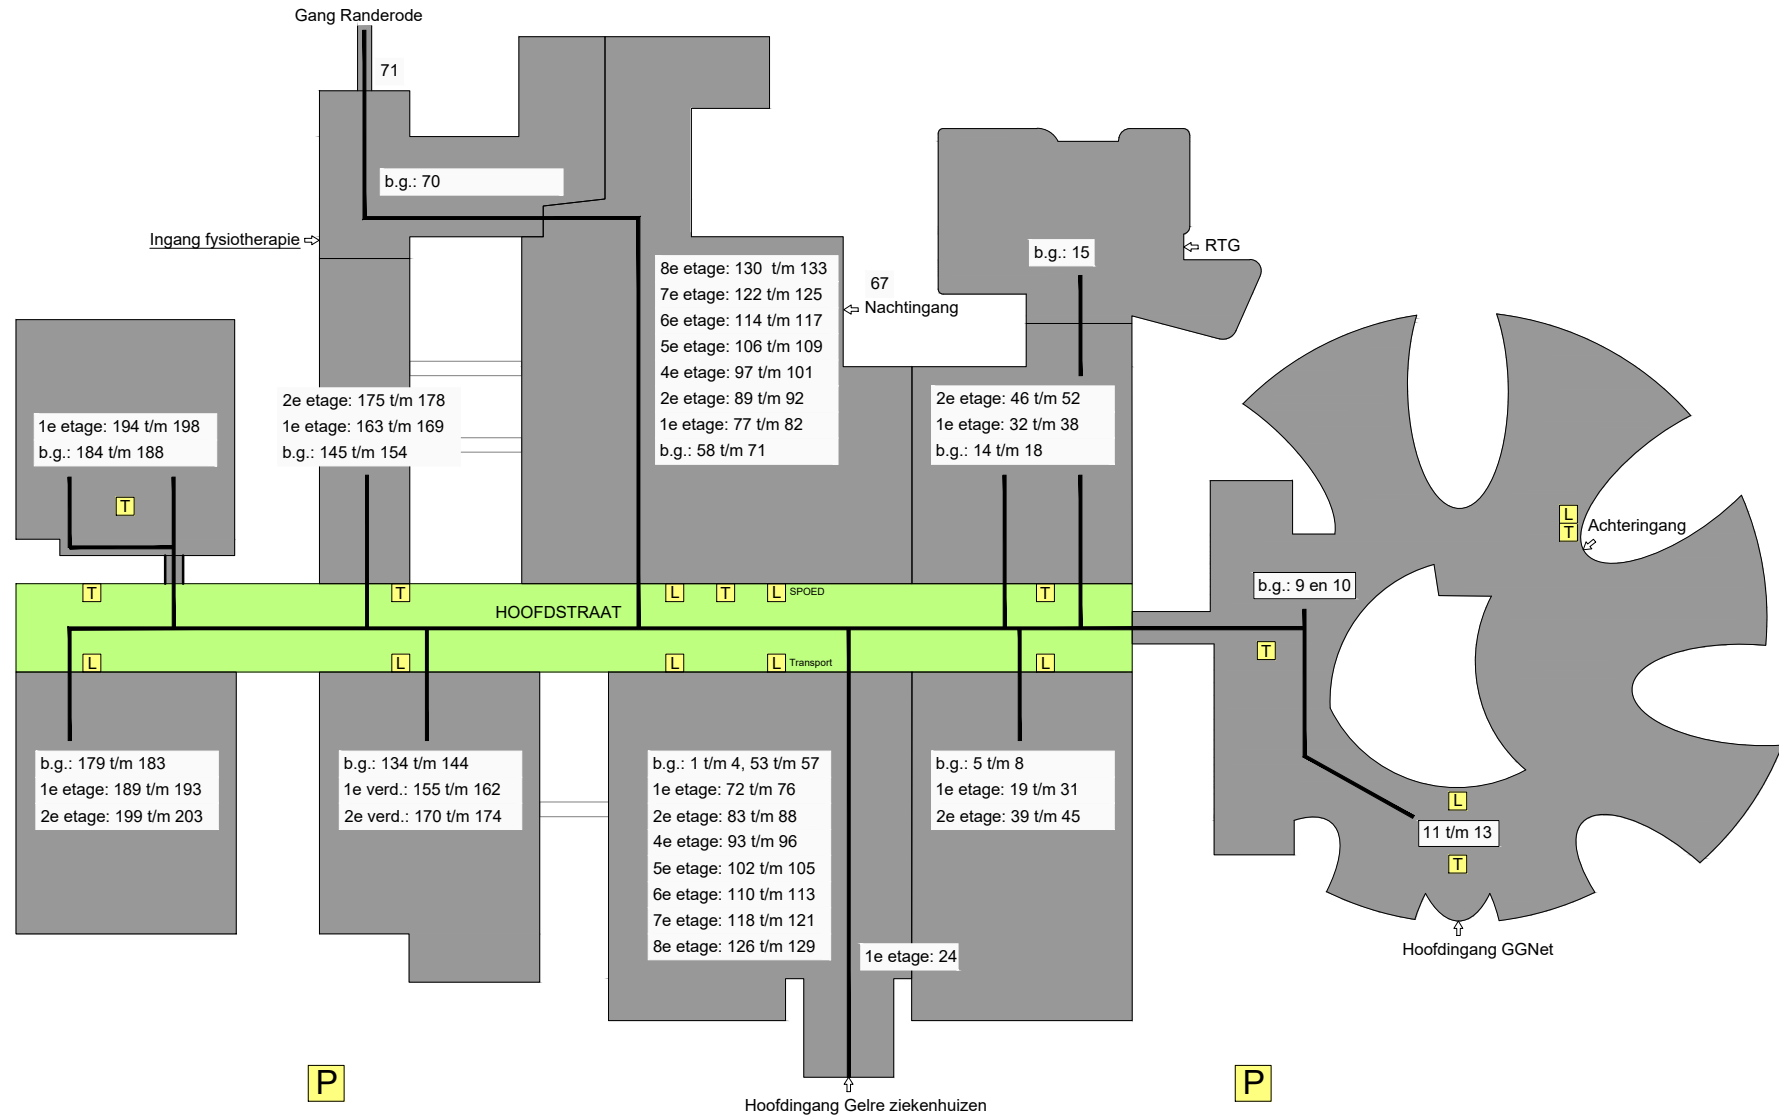 Gang Randerode
71
b.g.: 70
Ingang fysiotherapie
8e etage: 130 t/m 133
7e etage: 122 t/m 125
6e etage: 114 t/m 117
5e etage: 106 t/m 109
4e etage: 97 t/m 101
2e etage: 89 t/m 92
1e etage: 77 t/m 82
b.g.: 58 t/m 71
67
Nachtingang
b.g.: 15
RTG
1e etage: 194 t/m 198
b.g.: 184 t/m 188
T
2e etage: 175 t/m 178
1e etage: 163 t/m 169
b.g.: 145 t/m 154
2e etage: 46 t/m 52
1e etage: 32 t/m 38
b.g.: 14 t/m 18
L
T
Achteringang
b.g.: 9 en 10
T
T
L
T
L SPOED
T
HOOFDSTRAAT
T
L
L
L
L Transport
L
b.g.: 179 t/m 183
1e etage: 189 t/m 193
2e etage: 199 t/m 203
b.g.: 134 t/m 144
1e verd.: 155 t/m 162
2e verd.: 170 t/m 174
b.g.: 1 t/m 4, 53 t/m 57
1e etage: 72 t/m 76
2e etage: 83 t/m 88
4e etage: 93 t/m 96
5e etage: 102 t/m 105
6e etage: 110 t/m 113
7e etage: 118 t/m 121
8e etage: 126 t/m 129
b.g.: 5 t/m 8
1e etage: 19 t/m 31
2e etage: 39 t/m 45
L
11 t/m 13
T
1e etage: 24
Hoofdingang GGNet
P
P
Hoofdingang Gelre ziekenhuizen